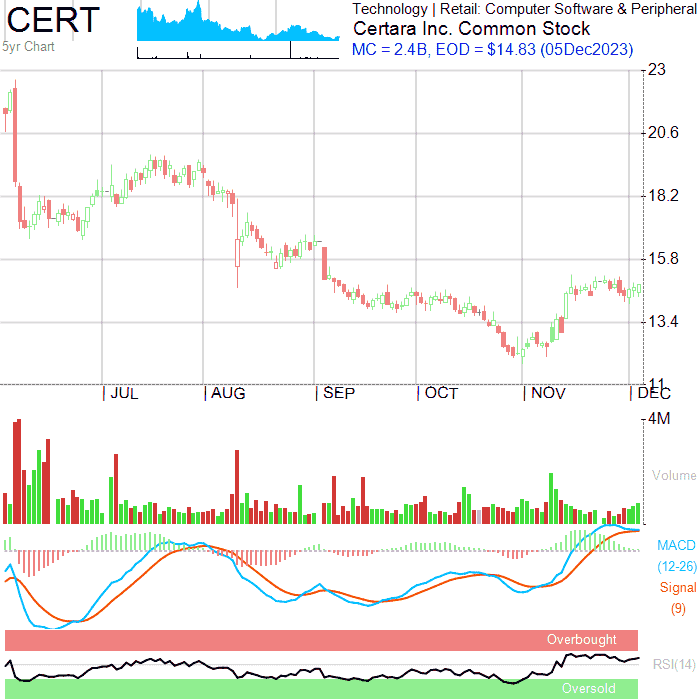 CERT
5yr Chart
Technology | Retail: Computer Software & Peripheral
Certara Inc. Common Stock
MC = 2.4B, EOD = $14.83 (05Dec2023)
23
20.6
18.2
15.8
13.4
11
JUL
AUG
SEP
OCT
NOV
DEC
4M
Volume
MACD
(12-26)
Signal
(9)
Overbought
RSI(14)
Oversold